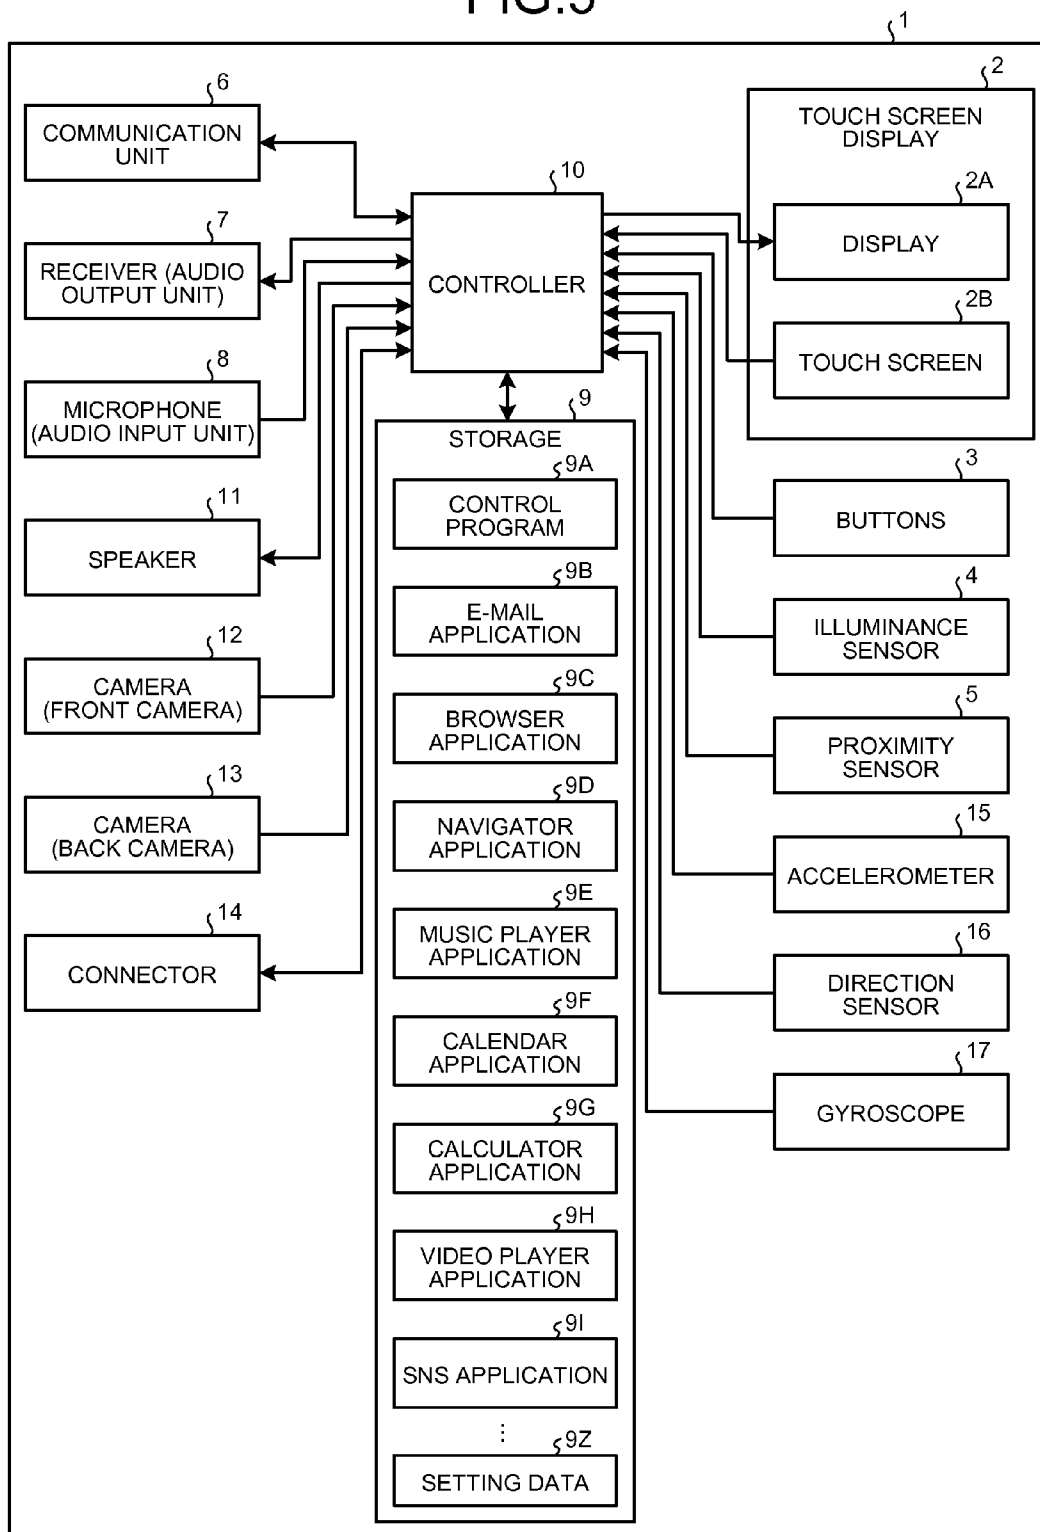 FIG.5
1
6
COMMUNICATION
UNIT
7
RECEIVER (AUDIO
OUTPUT UNIT)
8
MICROPHONE
(AUDIO INPUT UNIT)
11
SPEAKER
12
CAMERA
(FRONT CAMERA)
13
CAMERA
(BACK CAMERA)
14
CONNECTOR
10
CONTROLLER
9
STORAGE
9A
CONTROL
PROGRAM
9B
E-MAIL
APPLICATION
9C
BROWSER
APPLICATION
9D
NAVIGATOR
APPLICATION
9E
MUSIC PLAYER
APPLICATION
9F
CALENDAR
APPLICATION
9G
CALCULATOR
APPLICATION
9H
VIDEO PLAYER
APPLICATION
9I
SNS APPLICATION
⋮
9Z
SETTING DATA
2
TOUCH SCREEN
DISPLAY
2A
DISPLAY
2B
TOUCH SCREEN
3
BUTTONS
4
ILLUMINANCE
SENSOR
5
PROXIMITY
SENSOR
15
ACCELEROMETER
16
DIRECTION
SENSOR
17
GYROSCOPE